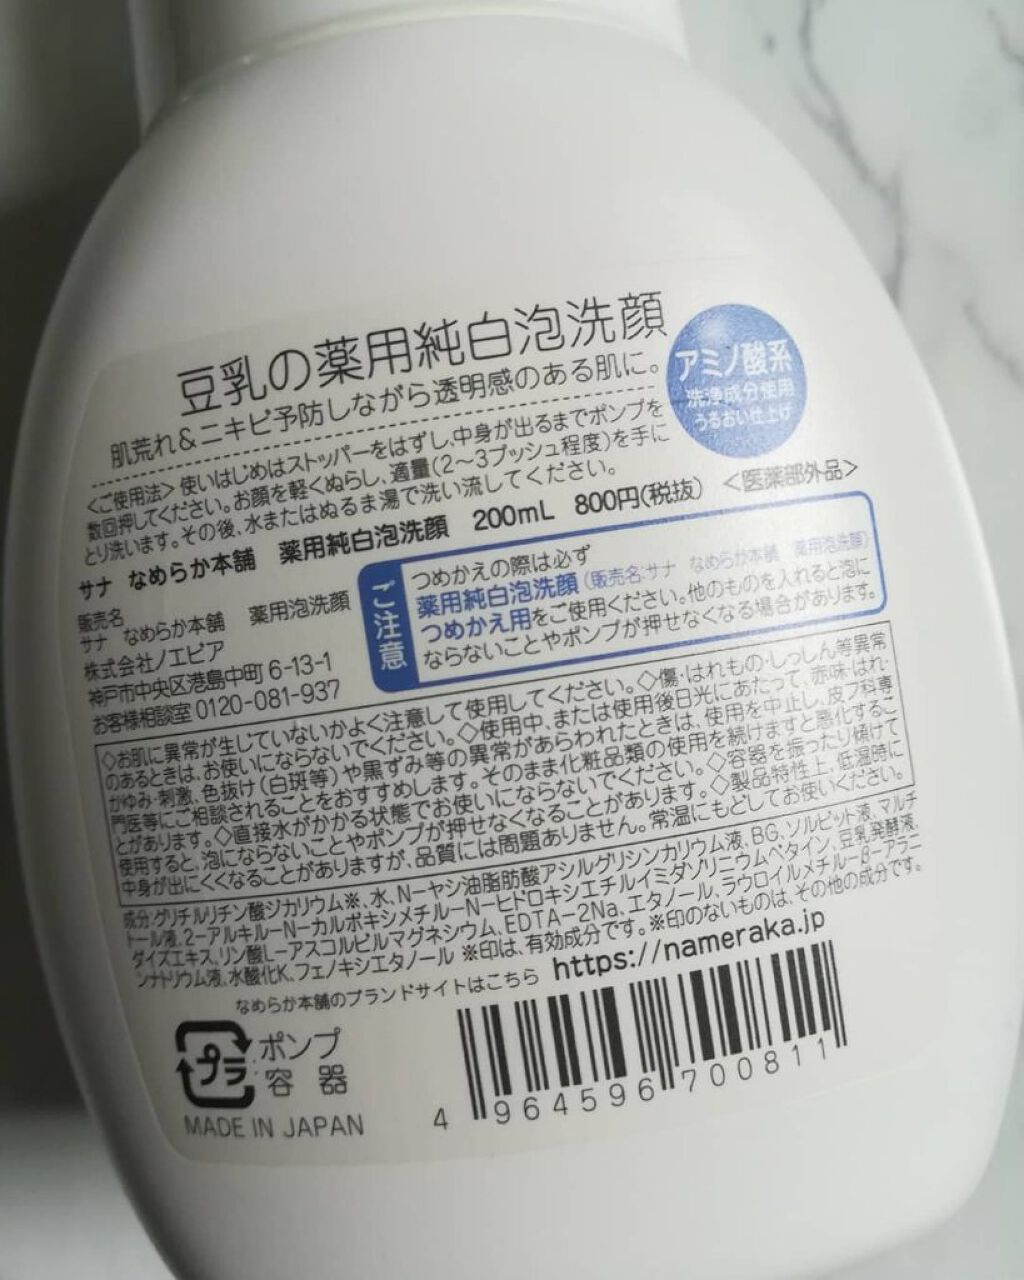 豆乳の薬用純白泡洗顔
肌荒れ&ニキビ予防しながら透明感のある肌に。
アミノ酸系
洗浄成分使用
うるおい仕上げ
<ご使用法>使いはじめはストッパーをはずし、中身が出るまでポンプを
数回押してください。お顔を軽くぬらし、適量(2〜3プッシュ程度)を手に
とり洗います。その後、水またはぬるま湯で洗い流してください。
サナ なめらか本舗 薬用純白泡洗顔 200mL 800円(税抜) <医薬部外品>
販売名
サナ なめらか本舗 薬用泡洗顔
株式会社ノエビア
神戸市中央区港島中町6-13-1
お客様相談室0120-081-937
ご注意
つめかえの際は必ず
薬用純白泡洗顔(販売名:サナ なめらか本舗 薬用泡洗顔)
つめかえ用をご使用ください。他のものを入れると泡に
ならないことやポンプが押せなくなる場合があります。
◇お肌に異常が生じていないかよく注意して使用してください。◇傷・はれもの・しっしん等異常
のあるときは、お使いにならないでください。◇使用中、または使用後日光にあたって、赤味・はれ・
かゆみ・刺激、色抜け(白斑等)や黒ずみ等の異常があらわれたときは、使用を中止し、皮フ科専
門医等にご相談されることをおすすめします。そのまま化粧品類の使用を続けますと悪化するこ
とがあります。◇直接水がかかる状態でお使いにならないでください。◇容器を振ったり傾けて
使用すると、泡にならないことやポンプが押せなくなることがあります。◇製品特性上、低温時に
中身が出にくくなることがありますが、品質には問題ありません。常温にもどしてお使いください。
成分:グリチルリチン酸ジカリウム※、水、N-ヤシ油脂肪酸アシルグリシンカリウム液、BG、ソルビット液、マルチ
トール液、2-アルキル-N-カルボキシメチル-N-ヒドロキシエチルイミダゾリニウムベタイン、豆乳発酵液、
ダイズエキス、リン酸L-アスコルビルマグネシウム、EDTA-2Na、エタノール、ラウロイルメチル-β-アラニ
ンナトリウム液、水酸化K、フェノキシエタノール ※印は、有効成分です。※印のないものは、その他の成分です。
なめらか本舗のブランドサイトはこちら https://nameraka.jp
プラ
ポンプ
容器
MADE IN JAPAN
4 964596 700811